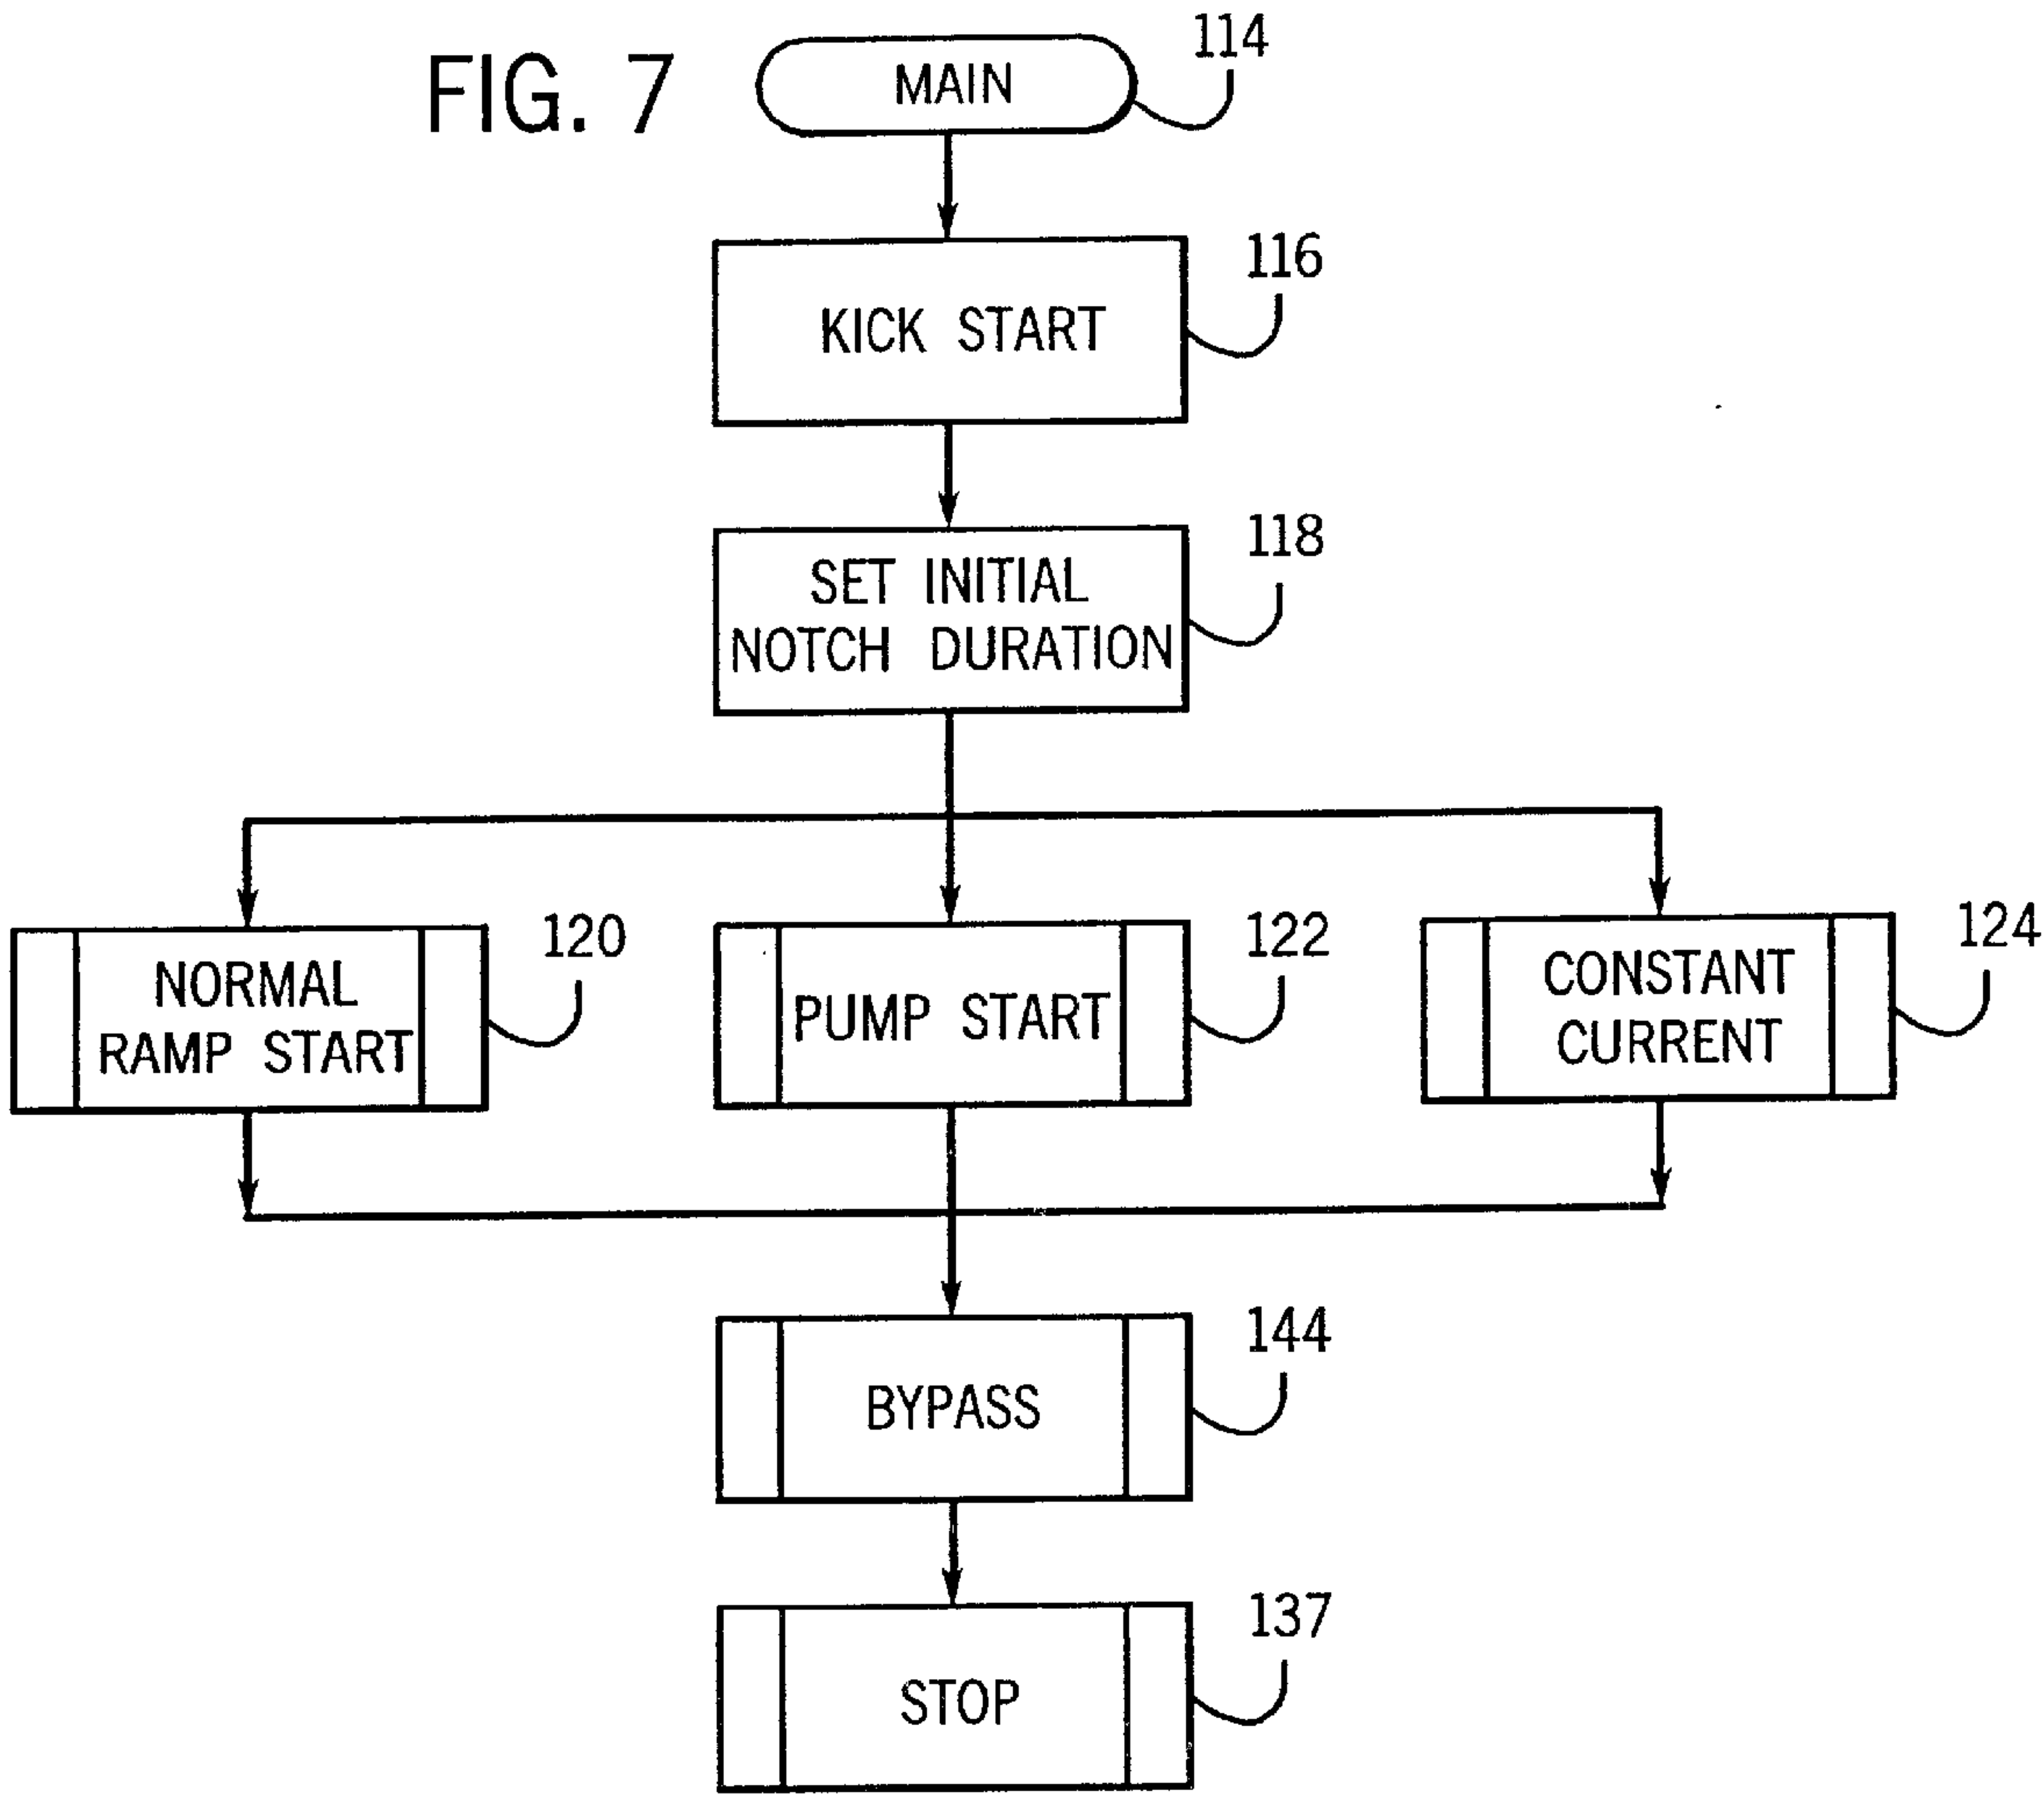 FIG. 7
MAIN
114
KICK START
116
SET INITIAL
NOTCH DURATION
118
NORMAL
RAMP START
120
PUMP START
122
CONSTANT
CURRENT
124
BYPASS
144
STOP
137